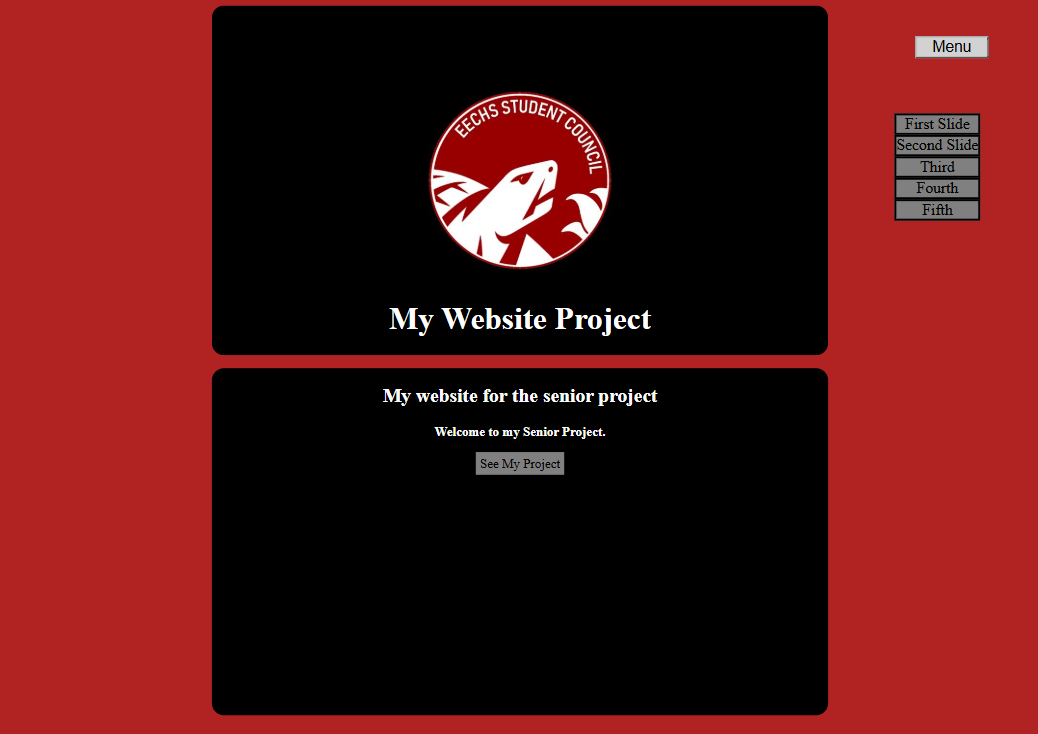 Menu
EECHS STUDENT COUNCIL
First Slide
Second Slide
Third
Fourth
Fifth
My Website Project
My website for the senior project
Welcome to my Senior Project.
See My Project